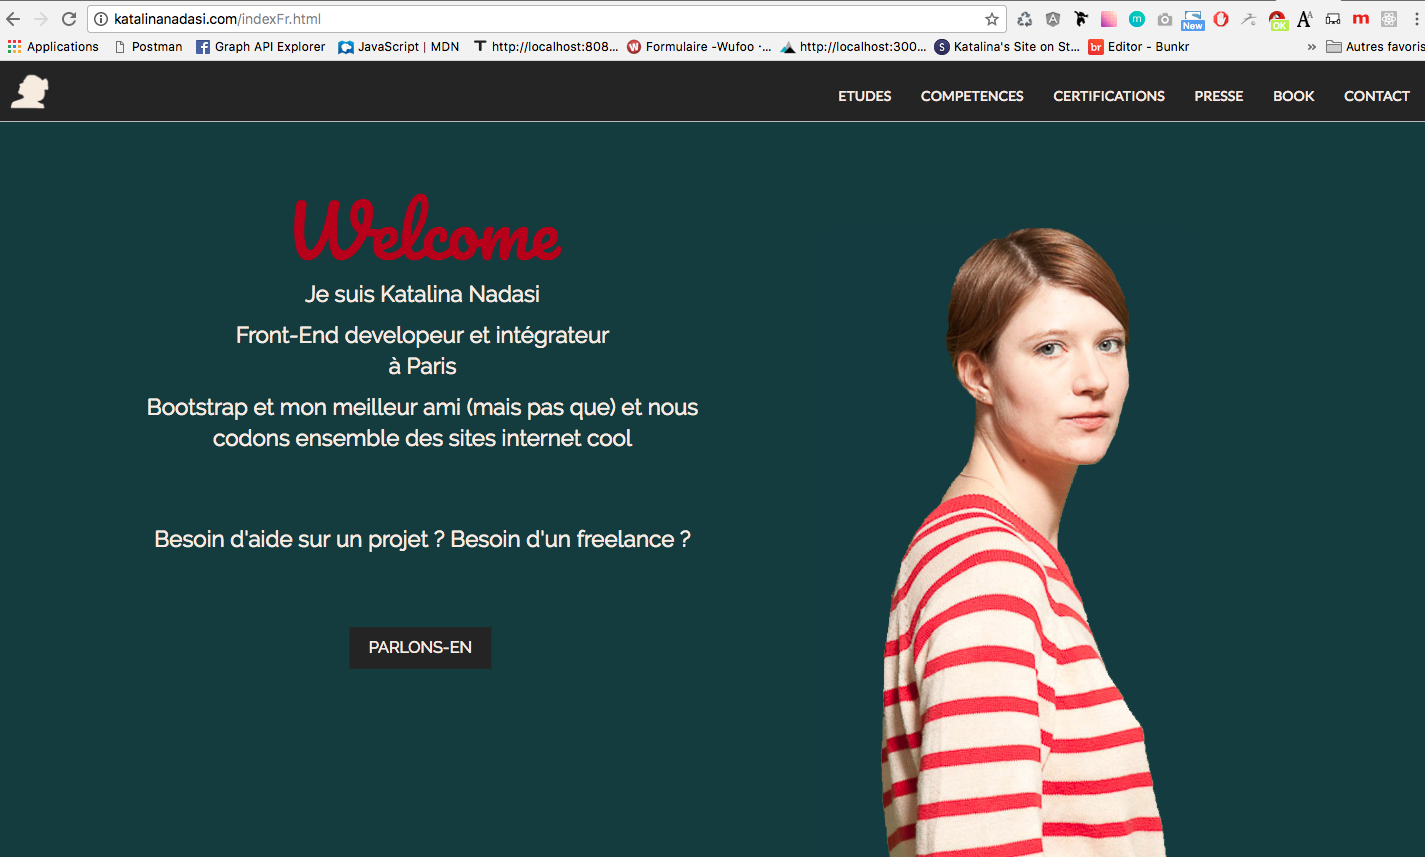 katalinanadasi.com/indexFr.html
New
OK
m
m
Applications
Postman
Graph API Explorer
JavaScript | MDN
T http://localhost:808...
W Formulaire -Wufoo -...
http://localhost:300...
S Katalina's Site on St...
br Editor - Bunkr
»
Autres favoris
ETUDES COMPETENCES CERTIFICATIONS PRESSE BOOK CONTACT
Welcome
Je suis Katalina Nadasi
Front-End developeur et intégrateur
à Paris
Bootstrap et mon meilleur ami (mais pas que) et nous
codons ensemble des sites internet cool
Besoin d'aide sur un projet ? Besoin d'un freelance ?
PARLONS-EN